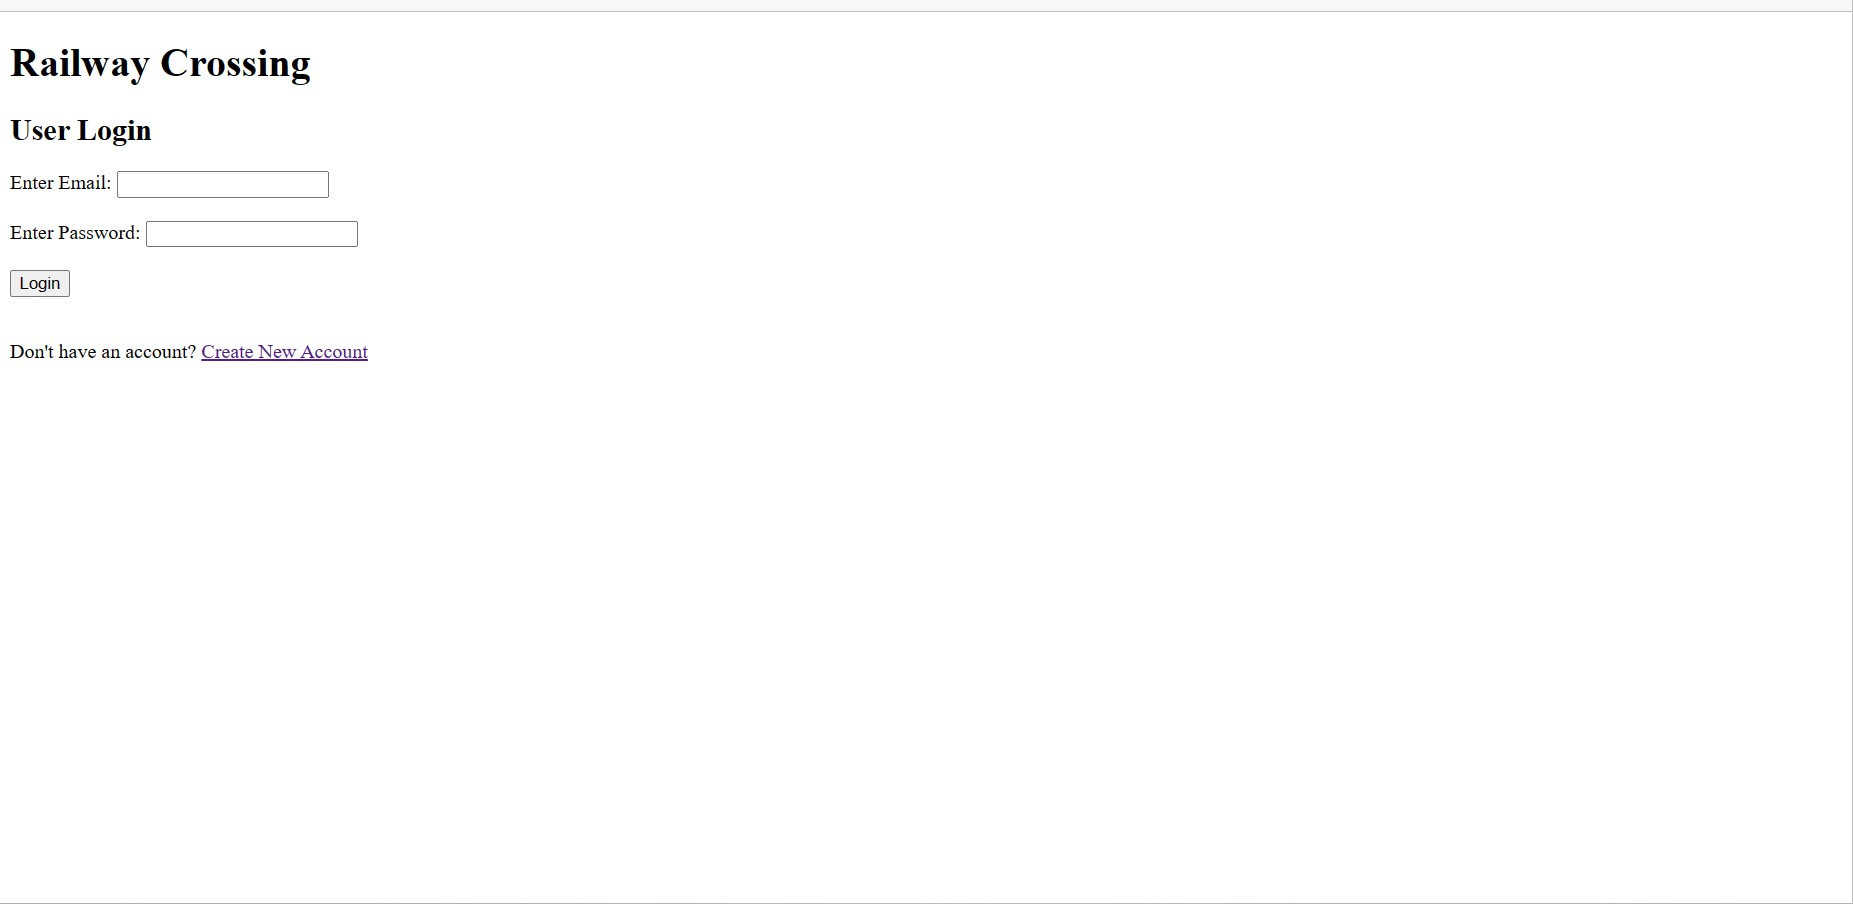 Railway Crossing
User Login
Enter Email:
Enter Password:
Login
Don't have an account? Create New Account